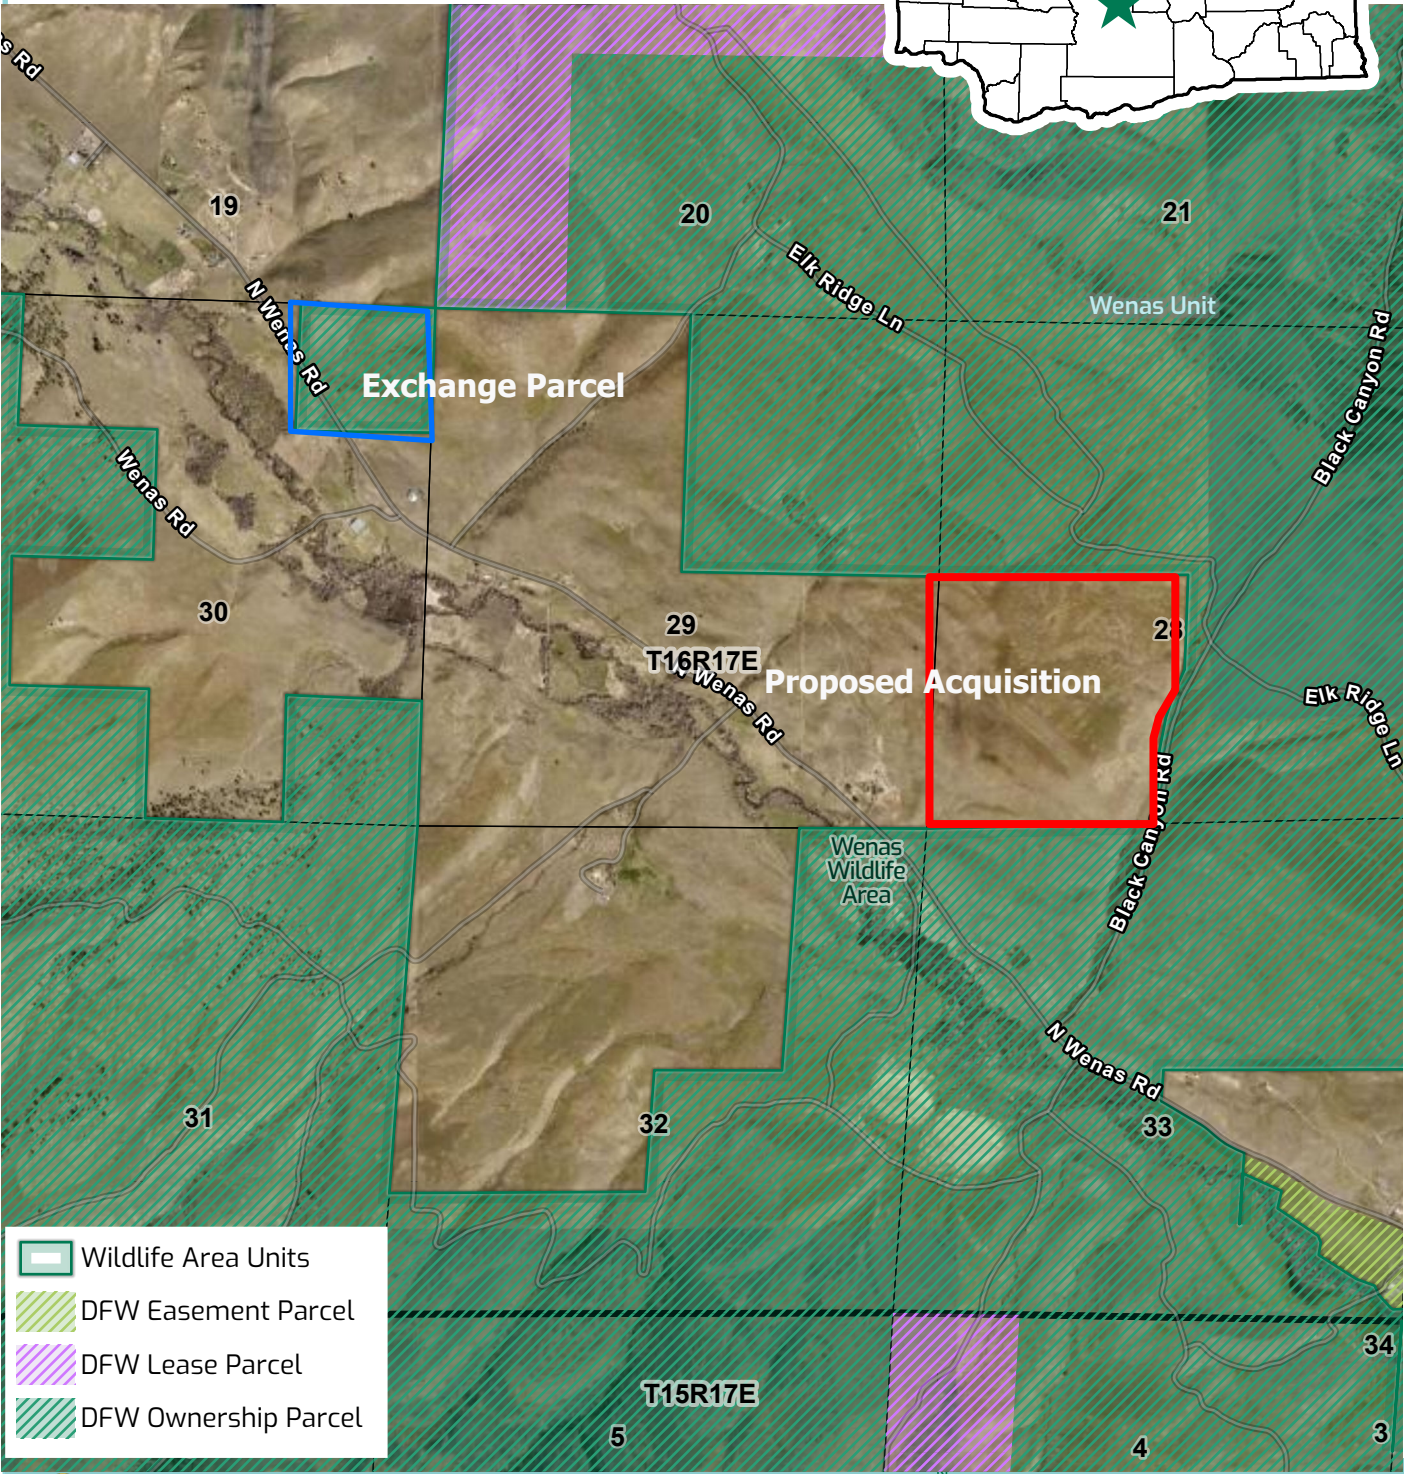 s Rd
19
20
21
Elk Ridge Ln
Wenas Unit
N Wenas Rd
Exchange Parcel
Black Canyon Rd
Wenas Rd
30
29
T16R17E
28
Proposed Acquisition
N Wenas Rd
Elk Ridge Ln
Black Canyon Rd
Wenas
Wildlife
Area
N Wenas Rd
31
32
33
Wildlife Area Units
DFW Easement Parcel
DFW Lease Parcel
DFW Ownership Parcel
34
T15R17E
5
4
3